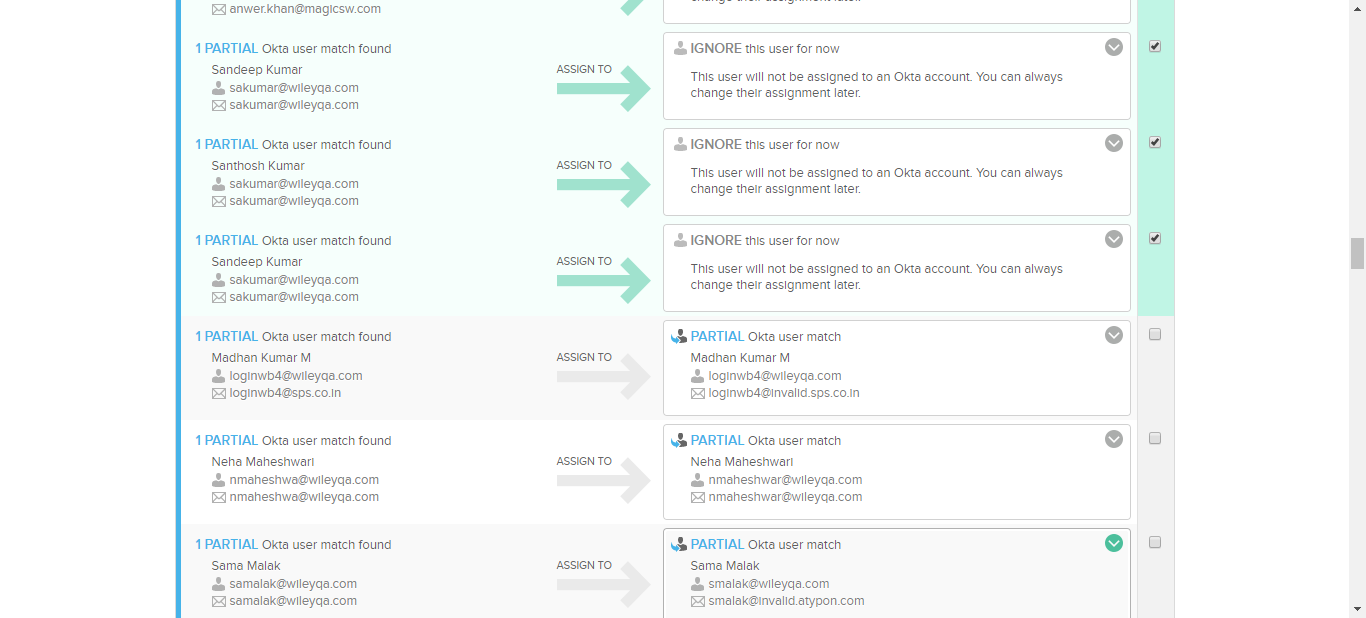 anwer.khan@magicsw.com
change their assignment later.
1 PARTIAL Okta user match found
Sandeep Kumar
sakumar@wileyqa.com
sakumar@wileyqa.com
ASSIGN TO
IGNORE this user for now
This user will not be assigned to an Okta account. You can always
change their assignment later.
1 PARTIAL Okta user match found
Santhosh Kumar
sakumar@wileyqa.com
sakumar@wileyqa.com
ASSIGN TO
IGNORE this user for now
This user will not be assigned to an Okta account. You can always
change their assignment later.
1 PARTIAL Okta user match found
Sandeep Kumar
sakumar@wileyqa.com
sakumar@wileyqa.com
ASSIGN TO
IGNORE this user for now
This user will not be assigned to an Okta account. You can always
change their assignment later.
1 PARTIAL Okta user match found
Madhan Kumar M
loginwb4@wileyqa.com
loginwb4@sps.co.in
ASSIGN TO
PARTIAL Okta user match
Madhan Kumar M
loginwb4@wileyqa.com
loginwb4@invalid.sps.co.in
1 PARTIAL Okta user match found
Neha Maheshwari
nmaheshwa@wileyqa.com
nmaheshwa@wileyqa.com
ASSIGN TO
PARTIAL Okta user match
Neha Maheshwari
nmaheshwar@wileyqa.com
nmaheshwar@wileyqa.com
1 PARTIAL Okta user match found
Sama Malak
samalak@wileyqa.com
samalak@wileyqa.com
ASSIGN TO
PARTIAL Okta user match
Sama Malak
smalak@wileyqa.com
smalak@invalid.atypon.com